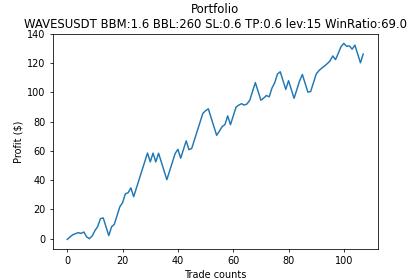 Portfolio
WAVESUSDT BBM:1.6 BBL:260 SL:0.6 TP:0.6 lev:15 WinRatio:69.0
140
120
100
80
60
40
20
0
Profit ($)
0 20 40 60 80 100
Trade counts